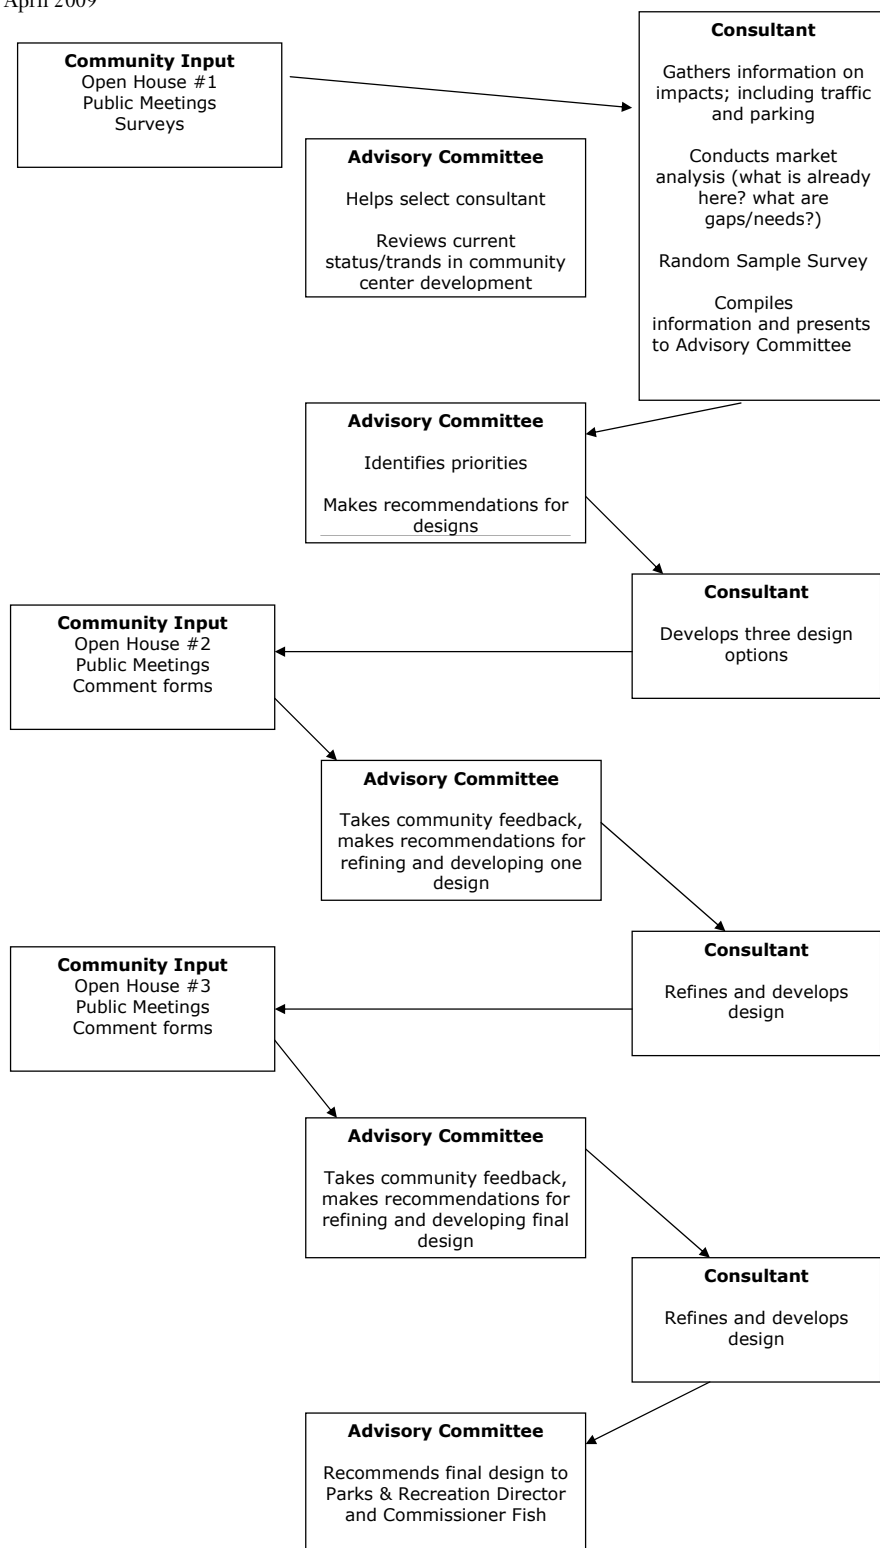 April 2009
Community Input
Open House #1
Public Meetings
Surveys
Consultant
Gathers information on
impacts; including traffic
and parking
Conducts market
analysis (what is already
here? what are
gaps/needs?)
Random Sample Survey
Compiles
information and presents
to Advisory Committee
Advisory Committee
Helps select consultant
Reviews current
status/trands in community
center development
Advisory Committee
Identifies priorities
Makes recommendations for
designs
Consultant
Develops three design
options
Community Input
Open House #2
Public Meetings
Comment forms
Advisory Committee
Takes community feedback,
makes recommendations for
refining and developing one
design
Consultant
Refines and develops
design
Community Input
Open House #3
Public Meetings
Comment forms
Advisory Committee
Takes community feedback,
makes recommendations for
refining and developing final
design
Consultant
Refines and develops
design
Advisory Committee
Recommends final design to
Parks & Recreation Director
and Commissioner Fish